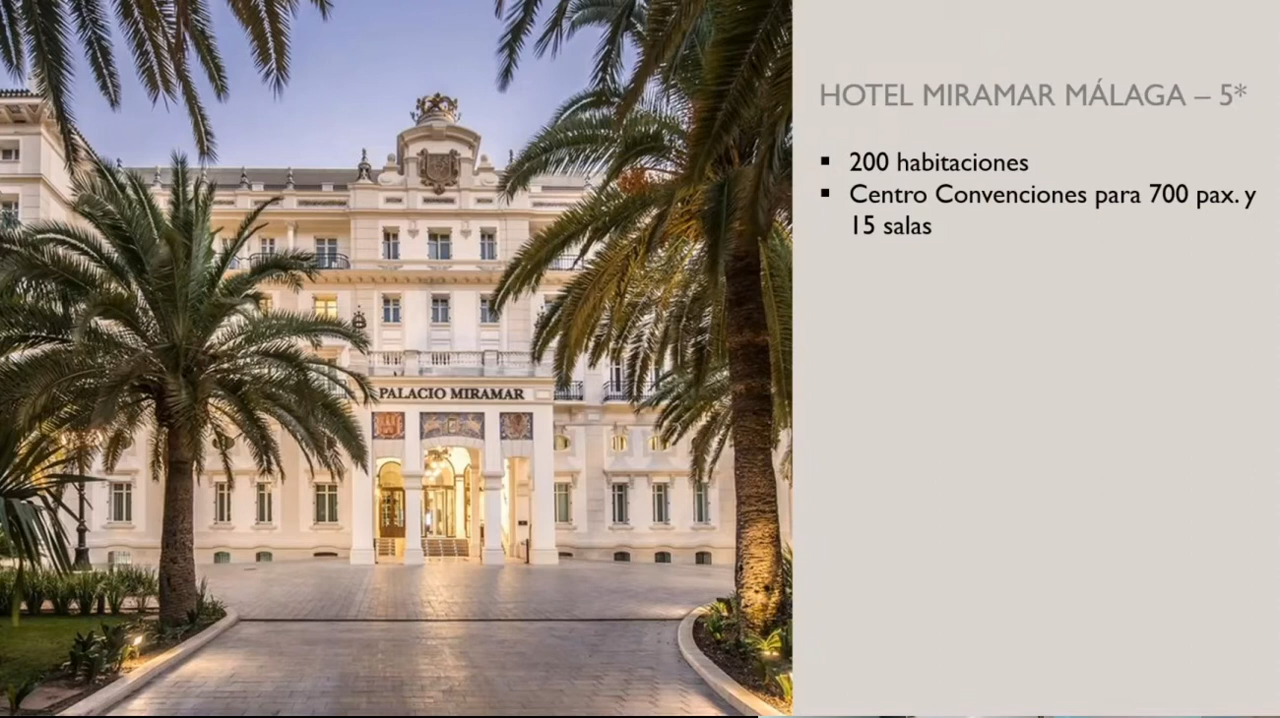 HOTEL MIRAMAR MÁLAGA – 5*
▪ 200 habitaciones
▪ Centro Convenciones para 700 pax. y
15 salas
PALACIO MIRAMAR